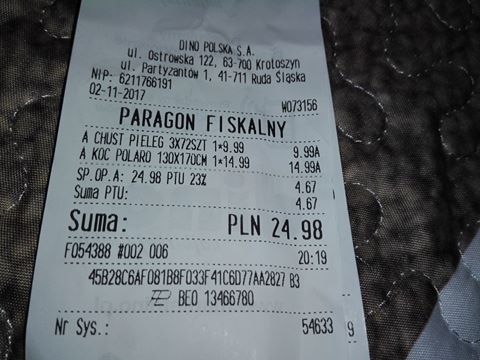 DINO POLSKA S.A.
ul. Ostrowska 122, 63-700 Krotoszyn
ul. Partyzantów 1, 41-711 Ruda Śląska
NIP: 6211766191
02-11-2017 W073156
PARAGON FISKALNY
A CHUST PIELEG 3X72SZT 1*9.99 9.99A
A KOC POLARO 130X170CM 1*14.99 14.99A
SP.OP.A: 24.98 PTU 23% 4.67
Suma PTU: 4.67
Suma: PLN 24.98
F054388 #002 006 20:19
45B28C6AF081B8F033F41C6D77AA2827 B3
BEO 13466780
Nr Sys.: 54633
9